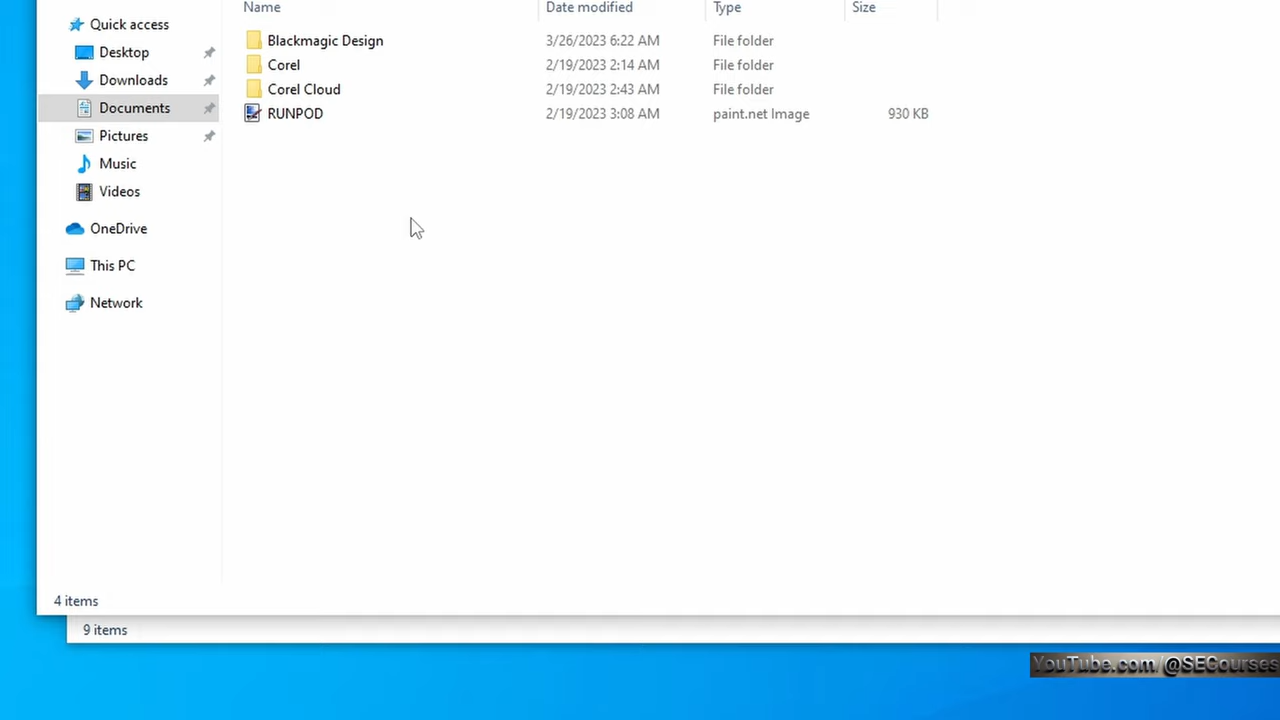 Name Date modified Type Size
Quick access
Desktop
Downloads
Documents
Pictures
Music
Videos
OneDrive
This PC
Network
Blackmagic Design 3/26/2023 6:22 AM File folder
Corel 2/19/2023 2:14 AM File folder
Corel Cloud 2/19/2023 2:43 AM File folder
RUNPOD 2/19/2023 3:08 AM paint.net Image 930 KB
4 items
9 items
YouTube.com/@SECourses